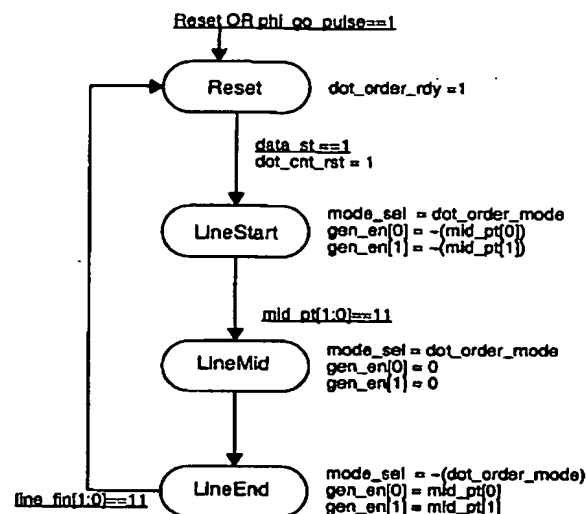 Reset OR phi_go_pulse==1
Reset
dot_order_rdy = 1
data_st==1
dot_cnt_rst = 1
LineStart
mode_sel = dot_order_mode
gen_en[0] = ~(mid_pt[0])
gen_en[1] = ~(mid_pt[1])
mid_pt[1:0]==11
LineMid
mode_sel = dot_order_mode
gen_en[0] = 0
gen_en[1] = 0
LineEnd
mode_sel = ~(dot_order_mode)
gen_en[0] = mid_pt[0]
gen_en[1] = mid_pt[1]
line_fin[1:0]==11